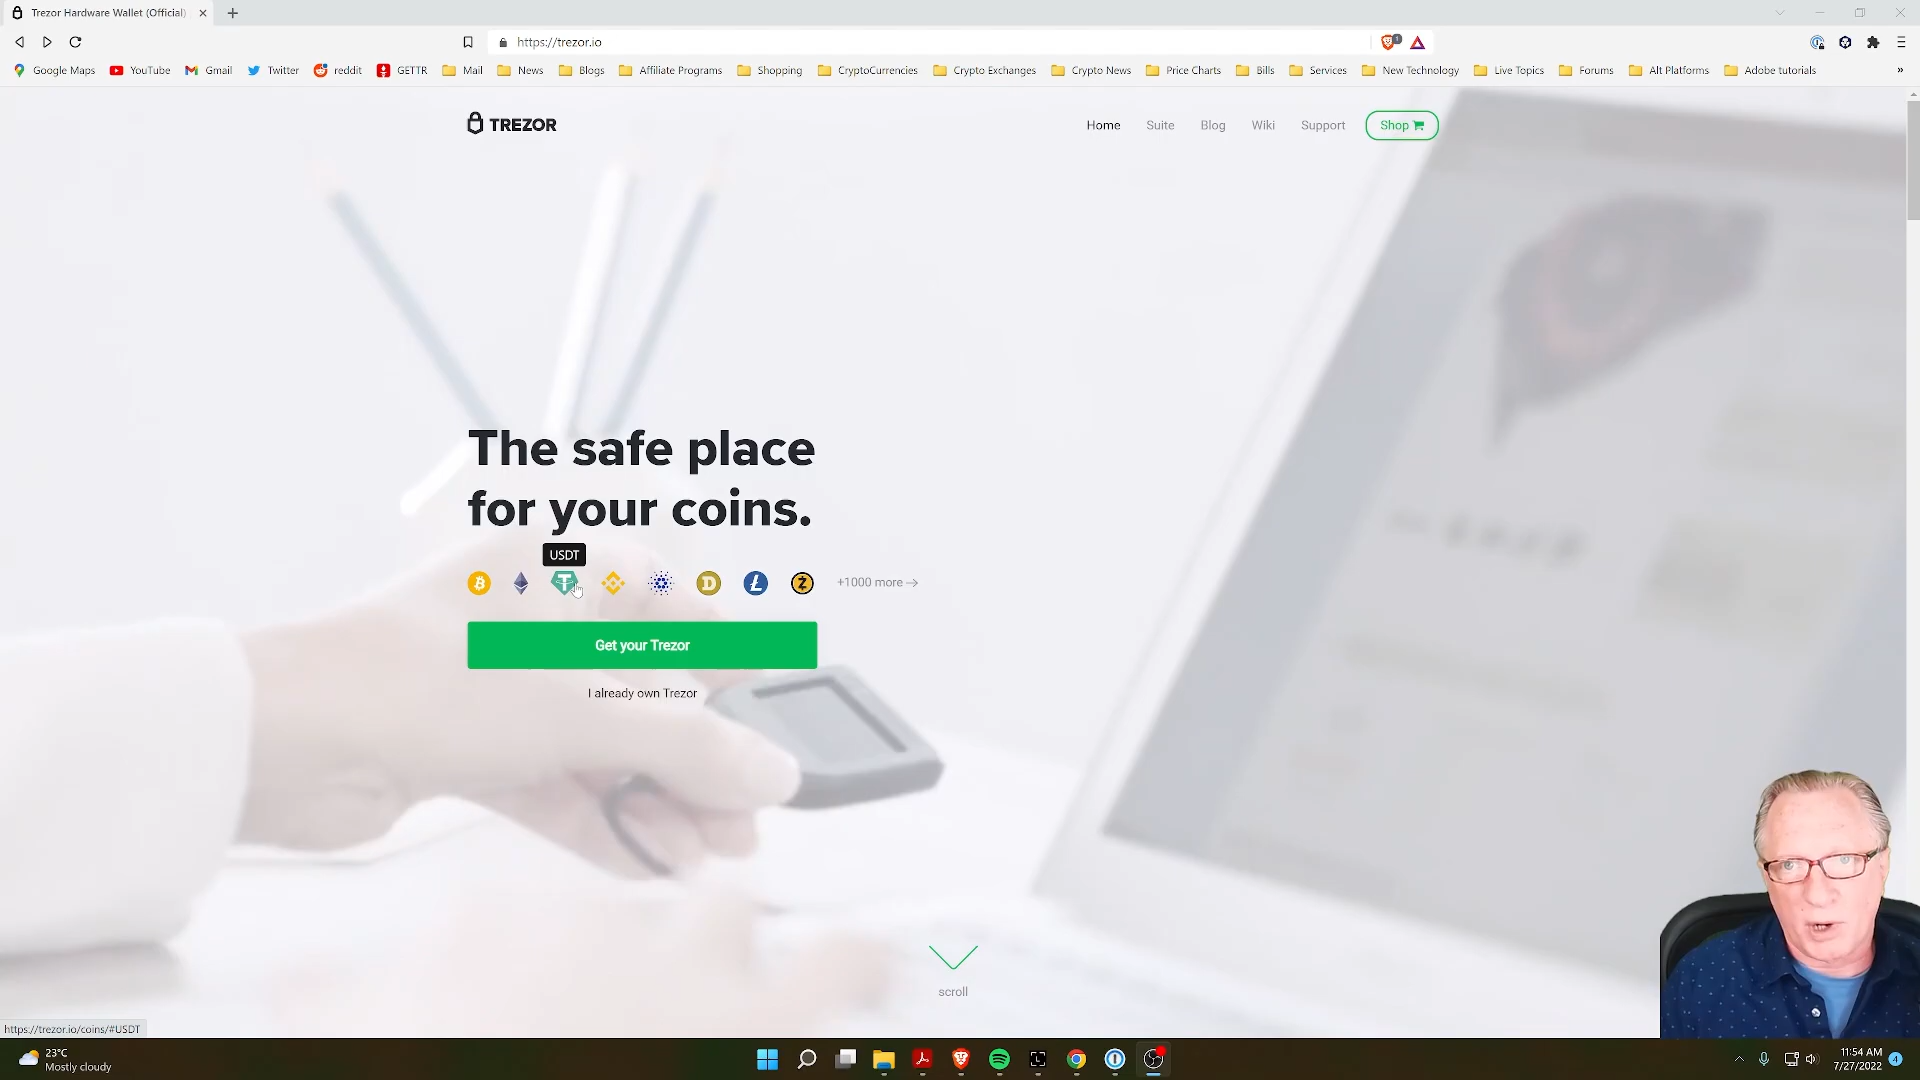 Trezor Hardware Wallet (Official)
https://trezor.io
1
Google Maps
YouTube
Gmail
Twitter
reddit
GETTR
Mail
News
Blogs
Affiliate Programs
Shopping
CryptoCurrencies
Crypto Exchanges
Crypto News
Price Charts
Bills
Services
New Technology
Live Topics
Forums
Alt Platforms
Adobe tutorials
»
TREZOR
Home
Suite
Blog
Wiki
Support
Shop
The safe place
for your coins.
USDT
+1000 more →
Get your Trezor
I already own Trezor
scroll
https://trezor.io/coins/#USDT
23°C
Mostly cloudy
11:54 AM
7/27/2022
4